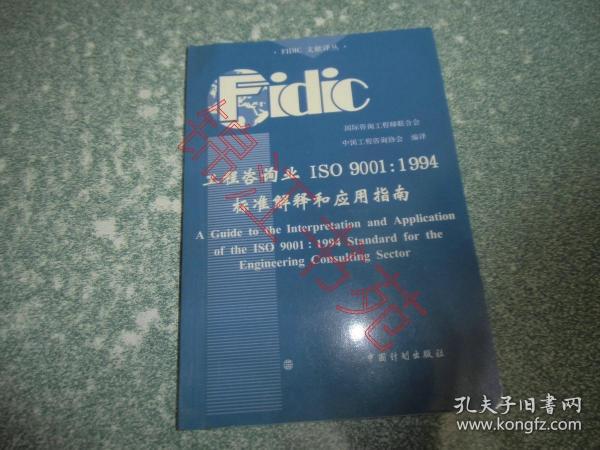 · FIDIC 文献译丛 ·
Fidic
国际咨询工程师联合会
中国工程咨询协会 编译
工程咨询业 ISO 9001:1994
标准解释和应用指南
A Guide to the Interpretation and Application
of the ISO 9001:1994 Standard for the
Engineering Consulting Sector
中国计划出版社
孔夫子旧书网
www.kongfz.com